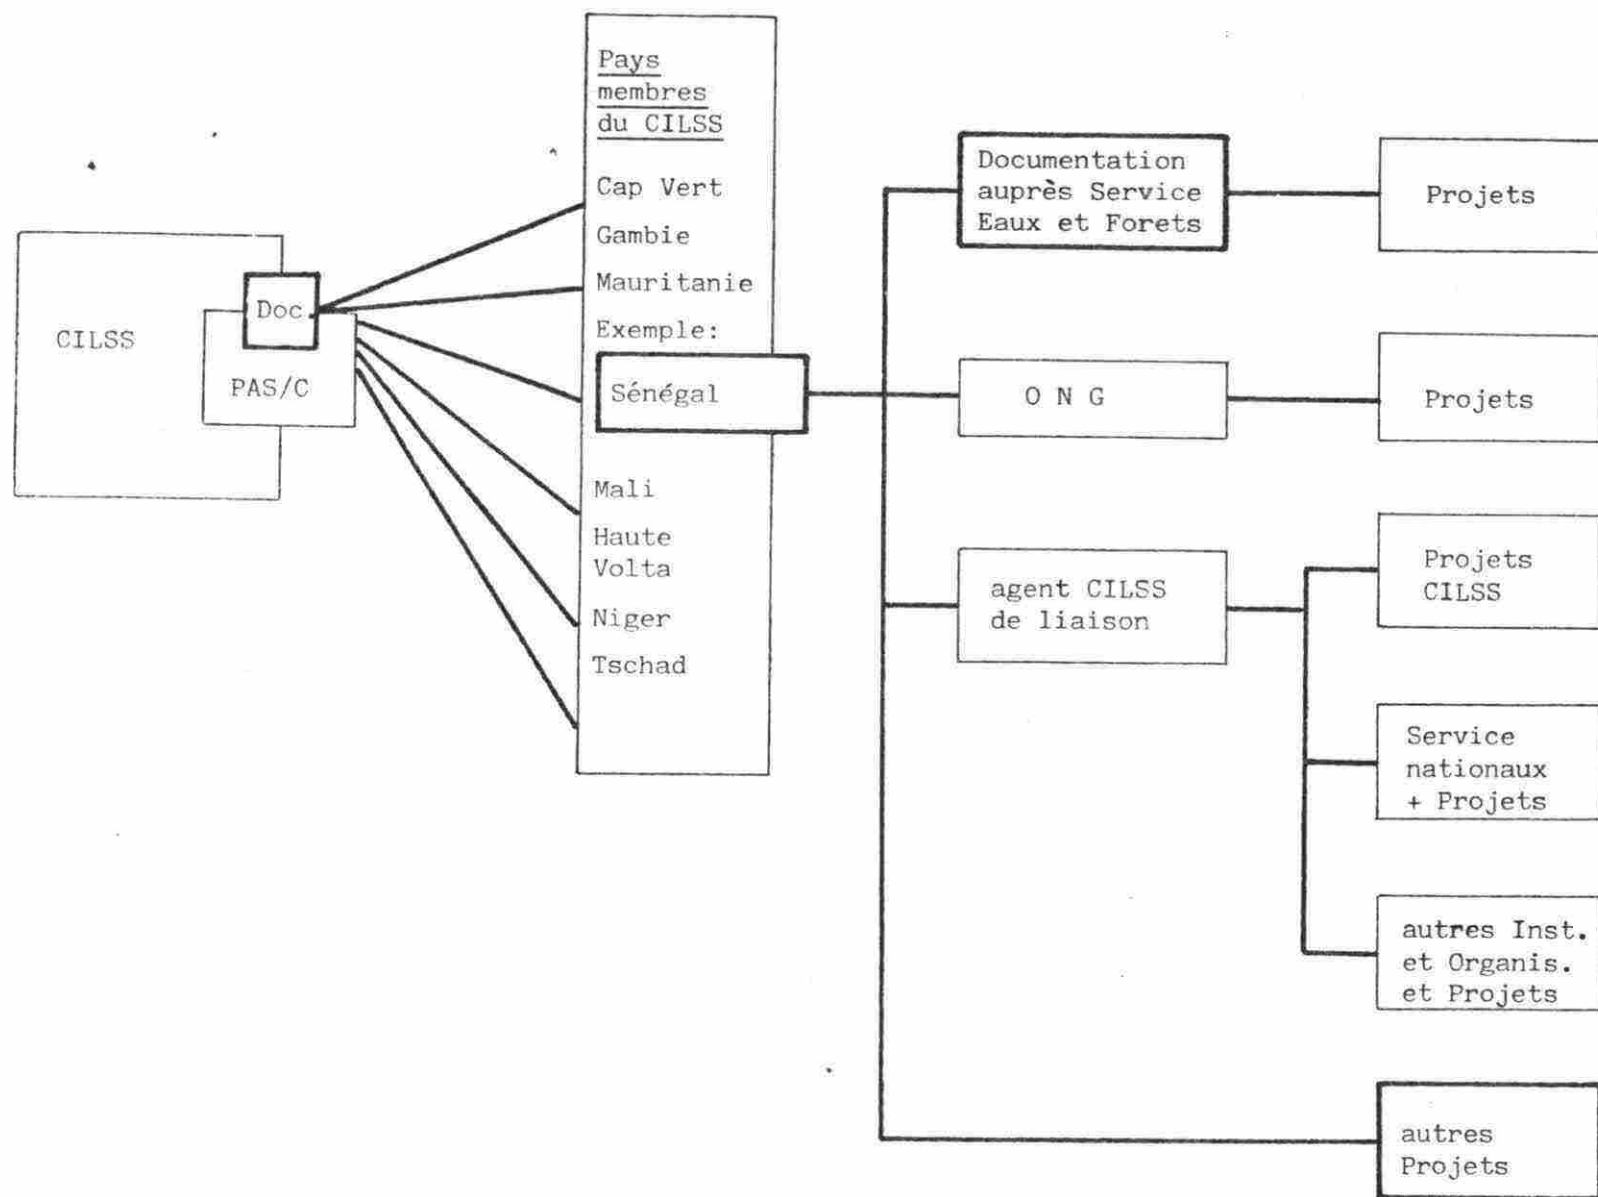 CILSS
Doc.
PAS/C
Pays
membres
du CILSS
Cap Vert
Gambie
Mauritanie
Exemple:
Sénégal
Mali
Haute
Volta
Niger
Tschad
Documentation
auprès Service
Eaux et Forets
O N G
agent CILSS
de liaison
Projets
Projets
Projets
CILSS
Service
nationaux
+ Projets
autres Inst.
et Organis.
et Projets
autres
Projets